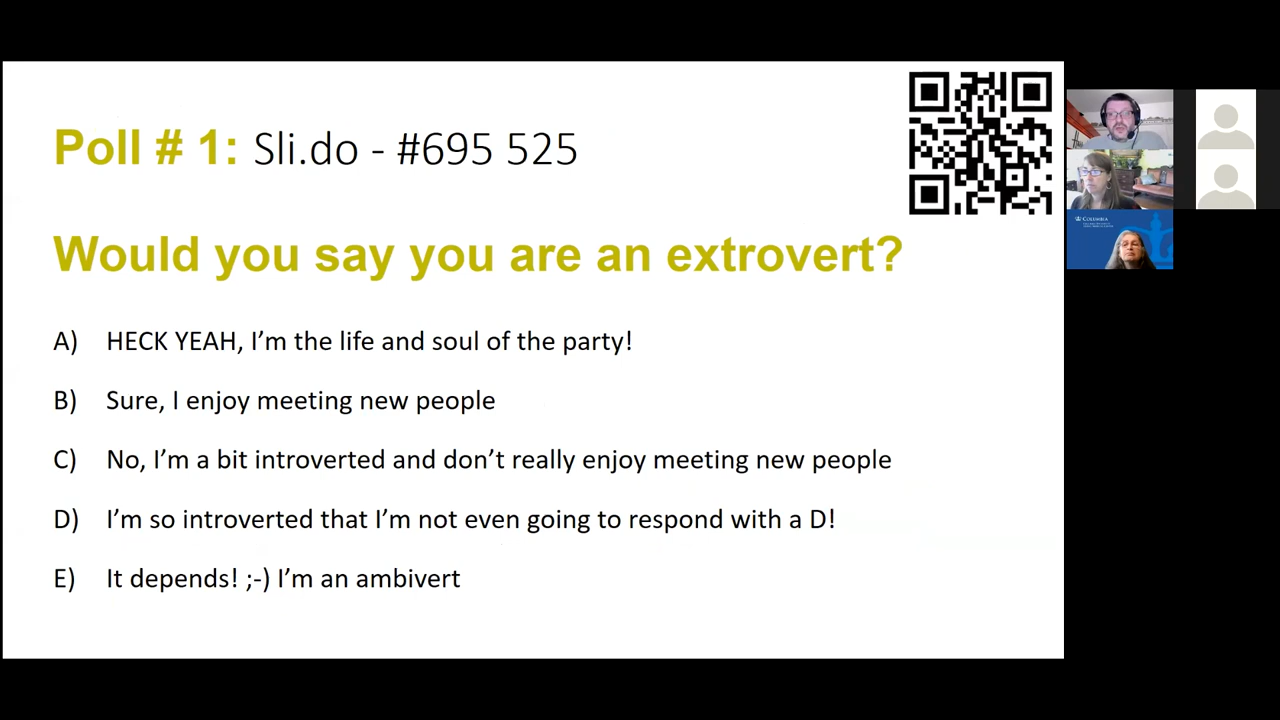 Poll # 1: Sli.do - #695 525
Would you say you are an extrovert?
A) HECK YEAH, I’m the life and soul of the party!
B) Sure, I enjoy meeting new people
C) No, I’m a bit introverted and don’t really enjoy meeting new people
D) I’m so introverted that I’m not even going to respond with a D!
E) It depends! ;-) I’m an ambivert
COLUMBIA